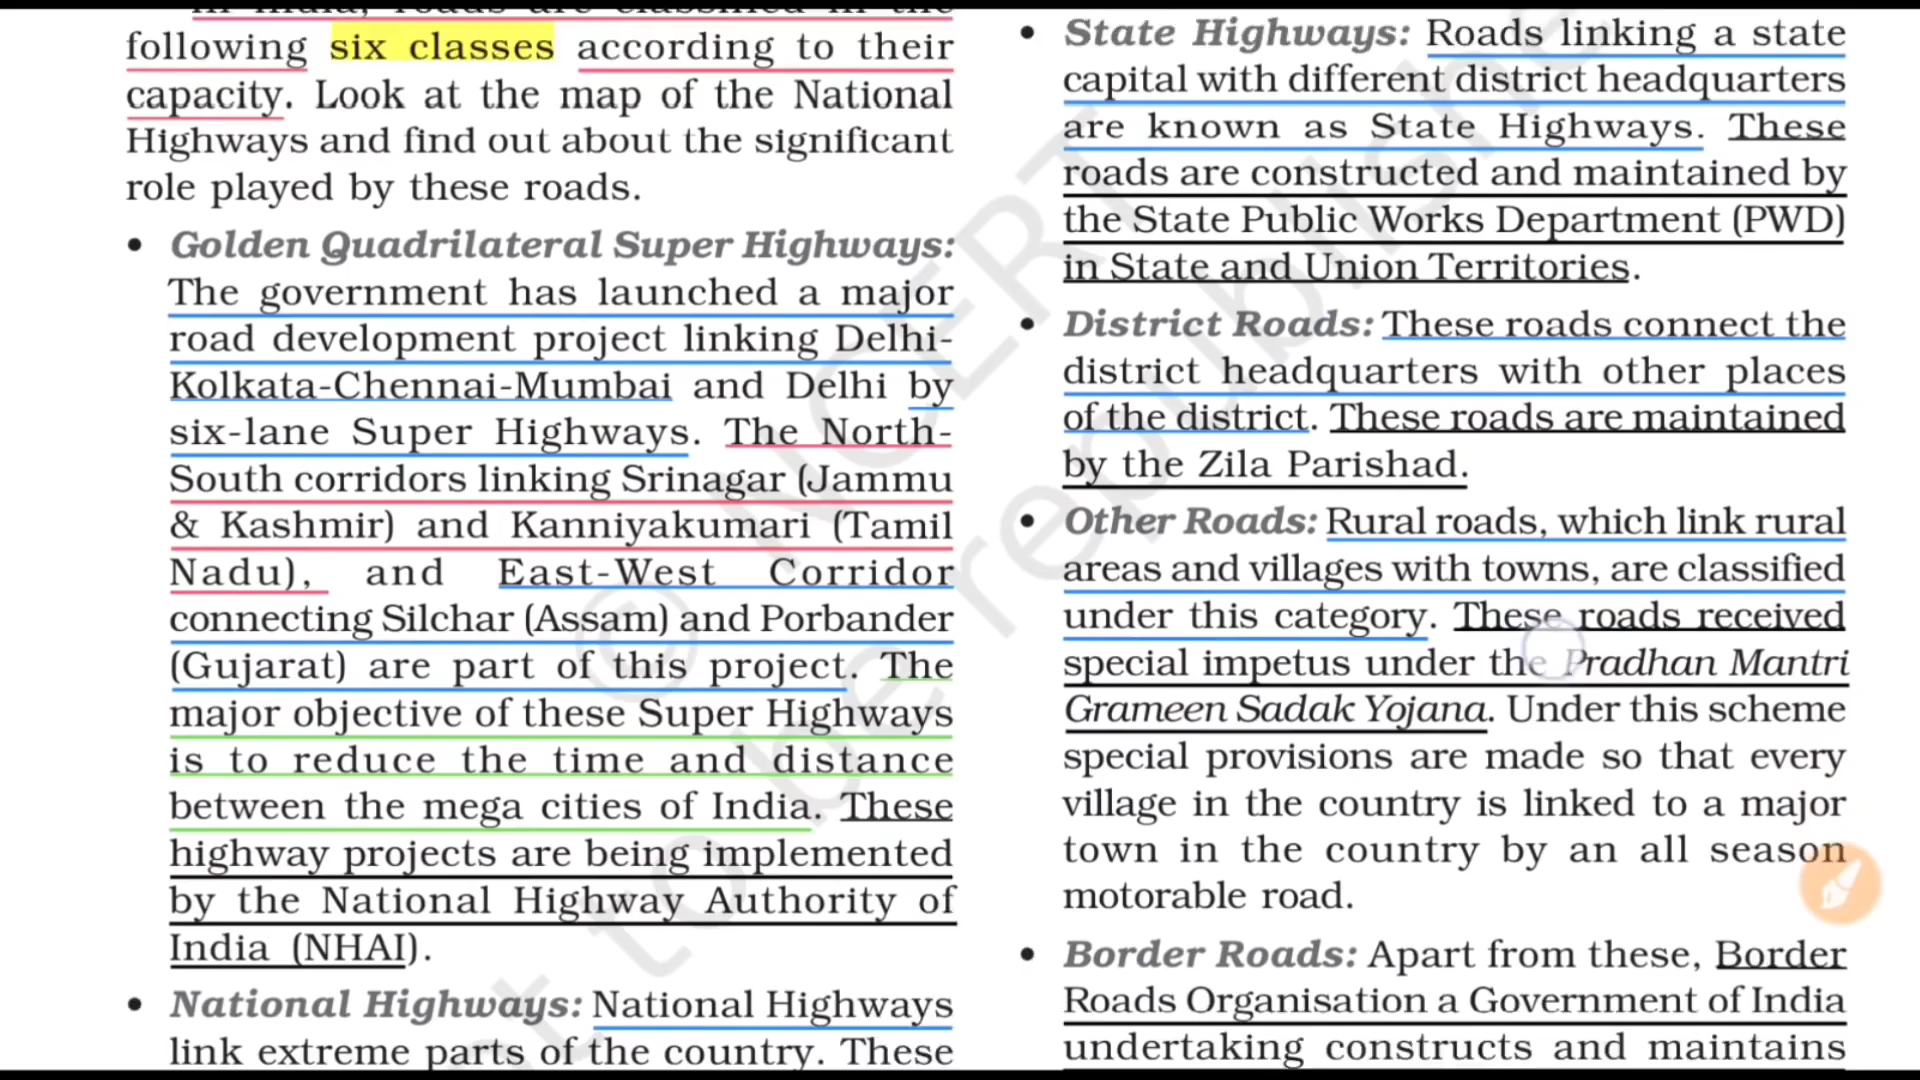 in India, roads are classified in the
following six classes according to their
capacity. Look at the map of the National
Highways and find out about the significant
role played by these roads.
• Golden Quadrilateral Super Highways:
The government has launched a major
road development project linking Delhi-
Kolkata-Chennai-Mumbai and Delhi by
six-lane Super Highways. The North-
South corridors linking Srinagar (Jammu
& Kashmir) and Kanniyakumari (Tamil
Nadu), and East-West Corridor
connecting Silchar (Assam) and Porbander
(Gujarat) are part of this project. The
major objective of these Super Highways
is to reduce the time and distance
between the mega cities of India. These
highway projects are being implemented
by the National Highway Authority of
India (NHAI).
• National Highways: National Highways
link extreme parts of the country. These
• State Highways: Roads linking a state
capital with different district headquarters
are known as State Highways. These
roads are constructed and maintained by
the State Public Works Department (PWD)
in State and Union Territories.
• District Roads: These roads connect the
district headquarters with other places
of the district. These roads are maintained
by the Zila Parishad.
• Other Roads: Rural roads, which link rural
areas and villages with towns, are classified
under this category. These roads received
special impetus under the Pradhan Mantri
Grameen Sadak Yojana. Under this scheme
special provisions are made so that every
village in the country is linked to a major
town in the country by an all season
motorable road.
• Border Roads: Apart from these, Border
Roads Organisation a Government of India
undertaking constructs and maintains
© NCERT
not to be republished